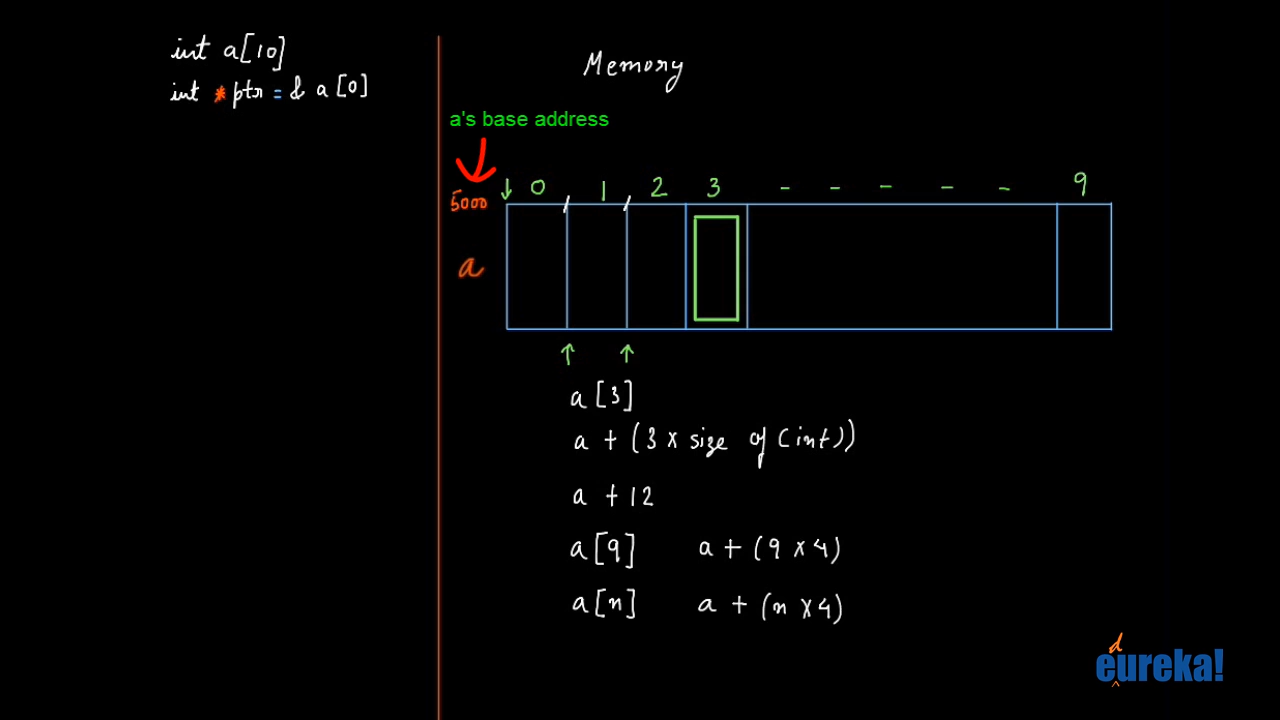 int a[10]
int *ptr = & a[0]
Memory
a's base address
5000
0 1 2 3 - - - - - 9
a
a[3]
a + (3 x size of (int))
a + 12
a[9] a + (9 x 4)
a[n] a + (n x 4)
edureka!